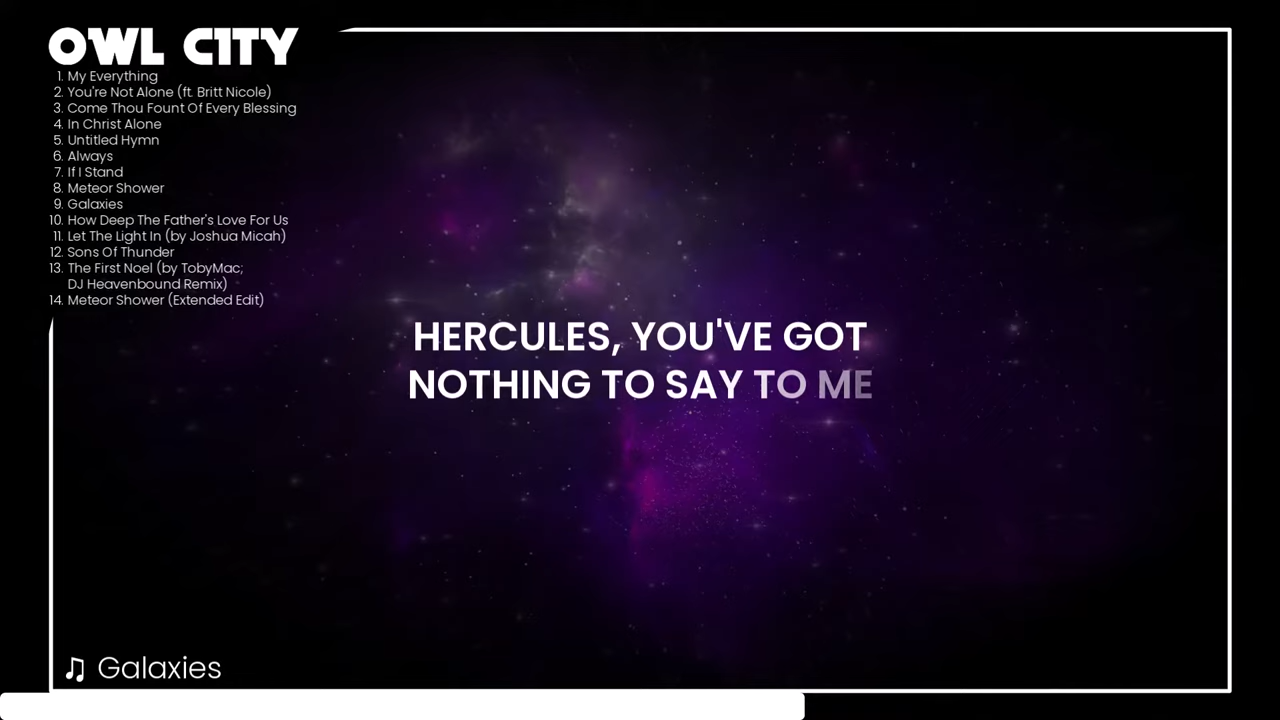 OWL CITY
1. My Everything
2. You're Not Alone (ft. Britt Nicole)
3. Come Thou Fount Of Every Blessing
4. In Christ Alone
5. Untitled Hymn
6. Always
7. If I Stand
8. Meteor Shower
9. Galaxies
10. How Deep The Father's Love For Us
11. Let The Light In (by Joshua Micah)
12. Sons Of Thunder
13. The First Noel (by TobyMac;
DJ Heavenbound Remix)
14. Meteor Shower (Extended Edit)
HERCULES, YOU'VE GOT
NOTHING TO SAY TO ME
♫ Galaxies